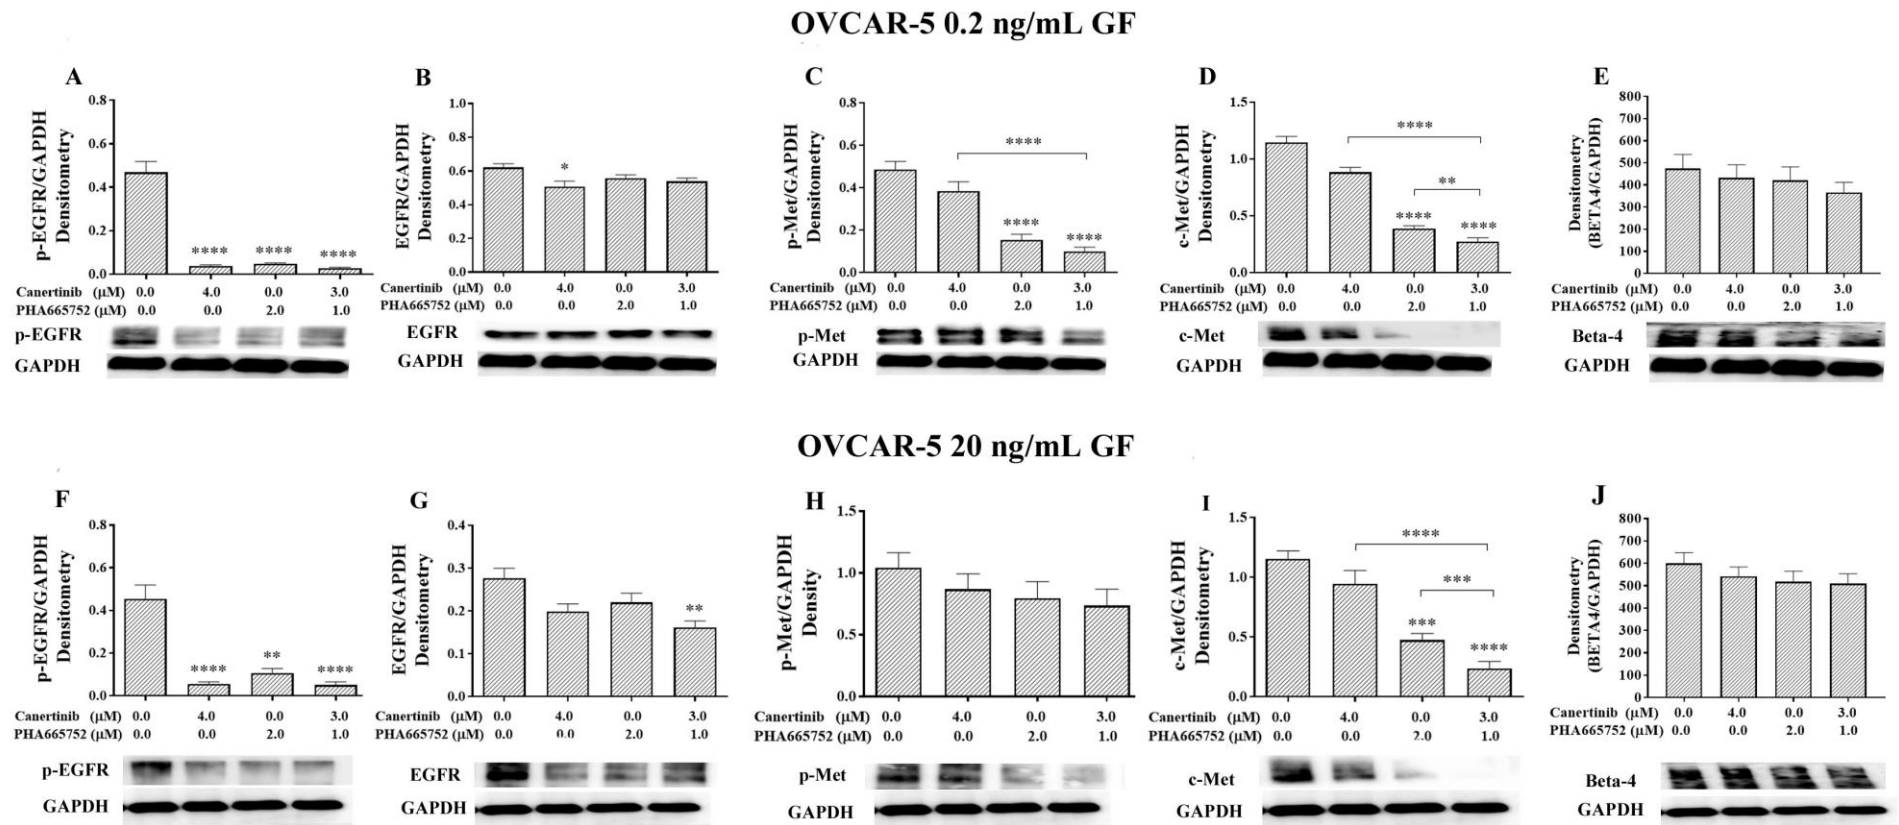 OVCAR-5 0.2 ng/mL GF
A
p-EGFR/GAPDH
Densitometry
0.8
0.6
0.4
0.2
0.0
****
****
****
Canertinib (μM) 0.0 4.0 0.0 3.0
PHA665752 (μM) 0.0 0.0 2.0 1.0
p-EGFR
GAPDH
B
EGFR/GAPDH
Densitometry
1.0
0.8
0.6
0.4
0.2
0.0
*
Canertinib (μM) 0.0 4.0 0.0 3.0
PHA665752 (μM) 0.0 0.0 2.0 1.0
EGFR
GAPDH
C
p-Met/GAPDH
Densitometry
0.8
0.6
0.4
0.2
0.0
****
****
****
Canertinib (μM) 0.0 4.0 0.0 3.0
PHA665752 (μM) 0.0 0.0 2.0 1.0
p-Met
GAPDH
D
c-Met/GAPDH
Densitometry
1.5
1.0
0.5
0.0
****
**
****
****
Canertinib (μM) 0.0 4.0 0.0 3.0
PHA665752 (μM) 0.0 0.0 2.0 1.0
c-Met
GAPDH
E
Densitometry
(BETA4/GAPDH)
800
700
600
500
400
300
200
100
0
Canertinib (μM) 0.0 4.0 0.0 3.0
PHA665752 (μM) 0.0 0.0 2.0 1.0
Beta-4
GAPDH
OVCAR-5 20 ng/mL GF
F
p-EGFR/GAPDH
Densitometry
0.8
0.6
0.4
0.2
0.0
****
**
****
Canertinib (μM) 0.0 4.0 0.0 3.0
PHA665752 (μM) 0.0 0.0 2.0 1.0
p-EGFR
GAPDH
G
EGFR/GAPDH
Densitometry
0.4
0.3
0.2
0.1
0.0
**
Canertinib (μM) 0.0 4.0 0.0 3.0
PHA665752 (μM) 0.0 0.0 2.0 1.0
EGFR
GAPDH
H
p-Met/GAPDH
Density
1.5
1.0
0.5
0.0
Canertinib (μM) 0.0 4.0 0.0 3.0
PHA665752 (μM) 0.0 0.0 2.0 1.0
p-Met
GAPDH
I
c-Met/GAPDH
Densitometry
1.5
1.0
0.5
0.0
****
***
***
****
Canertinib (μM) 0.0 4.0 0.0 3.0
PHA665752 (μM) 0.0 0.0 2.0 1.0
c-Met
GAPDH
J
Densitometry
(BETA4/GAPDH)
800
700
600
500
400
300
200
100
0
Canertinib (μM) 0.0 4.0 0.0 3.0
PHA665752 (μM) 0.0 0.0 2.0 1.0
Beta-4
GAPDH